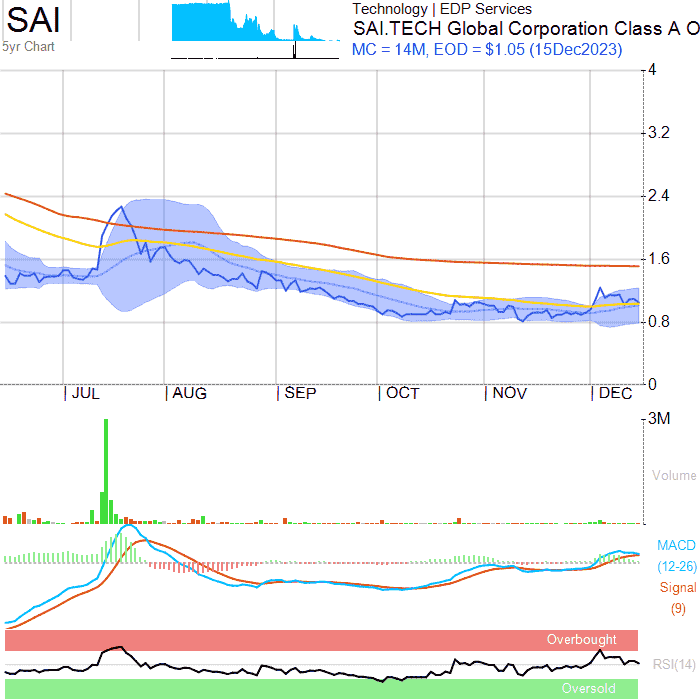 SAI
5yr Chart
Technology | EDP Services
SAI.TECH Global Corporation Class A O
MC = 14M, EOD = $1.05 (15Dec2023)
4
3.2
2.4
1.6
0.8
0
JUL AUG SEP OCT NOV DEC
3M
Volume
MACD
(12-26)
Signal
(9)
Overbought
RSI(14)
Oversold